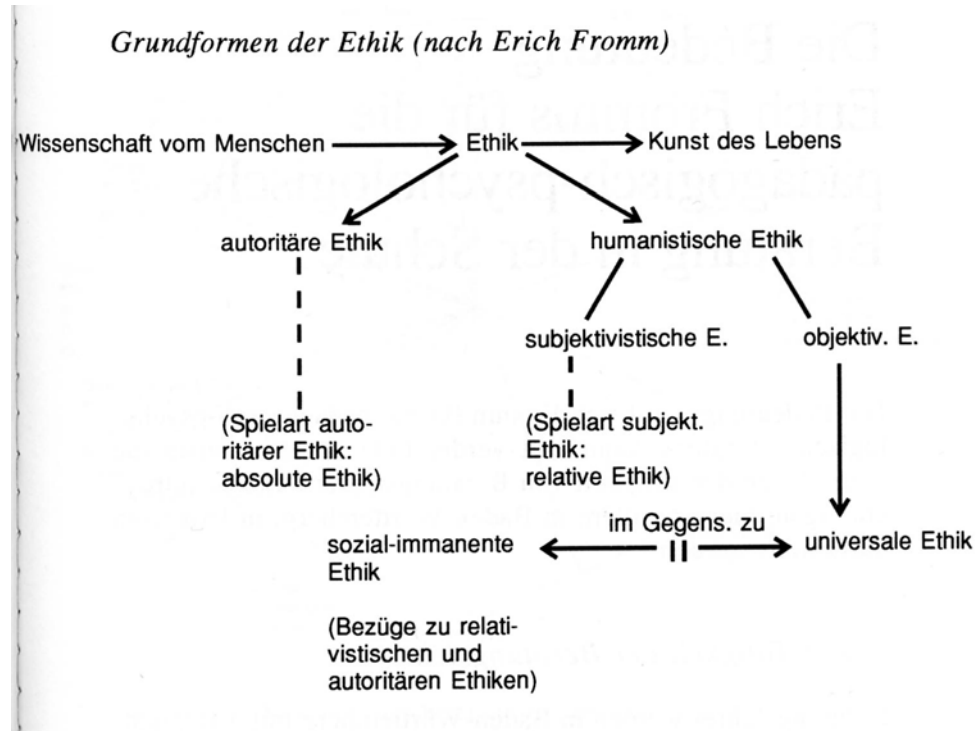 Grundformen der Ethik (nach Erich Fromm)
Wissenschaft vom Menschen Ethik Kunst des Lebens
autoritäre Ethik humanistische Ethik
subjektivistische E. objektiv. E.
(Spielart auto-
ritärer Ethik:
absolute Ethik)
(Spielart subjekt.
Ethik:
relative Ethik)
im Gegens. zu
sozial-immanente
Ethik
universale Ethik
(Bezüge zu relati-
vistischen und
autoritären Ethiken)